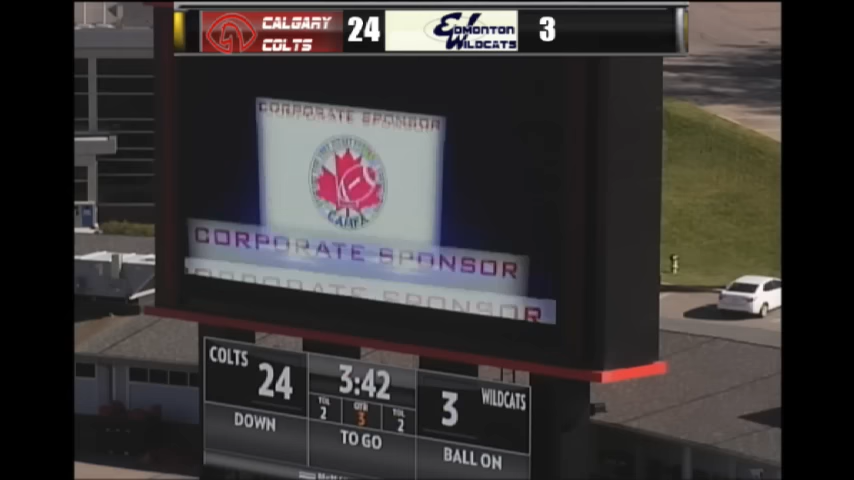 CALGARY
COLTS
24
Edmonton
Wildcats
3
CORPORATE SPONSOR
CAMFA
CORPORATE SPONSOR
CORPORATE SPONSOR
COLTS
24
3:42
3
WILDCATS
TOL
2
QTR
3
TOL
2
DOWN
TO GO
BALL ON